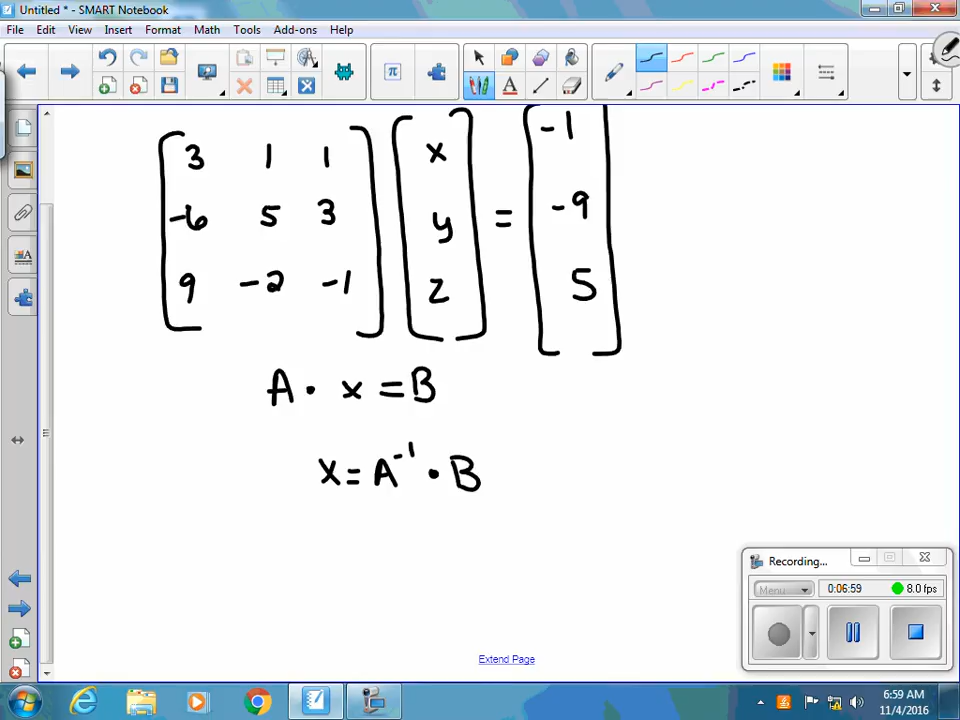 Untitled * - SMART Notebook
File Edit View Insert Format Math Tools Add-ons Help
3 1 1 x -1
-6 5 3 y = -9
9 -2 -1 z 5
A · x = B
x = A⁻¹ · B
Extend Page
Recording...
Menu 0:06:59 8.0 fps
6:59 AM
11/4/2016